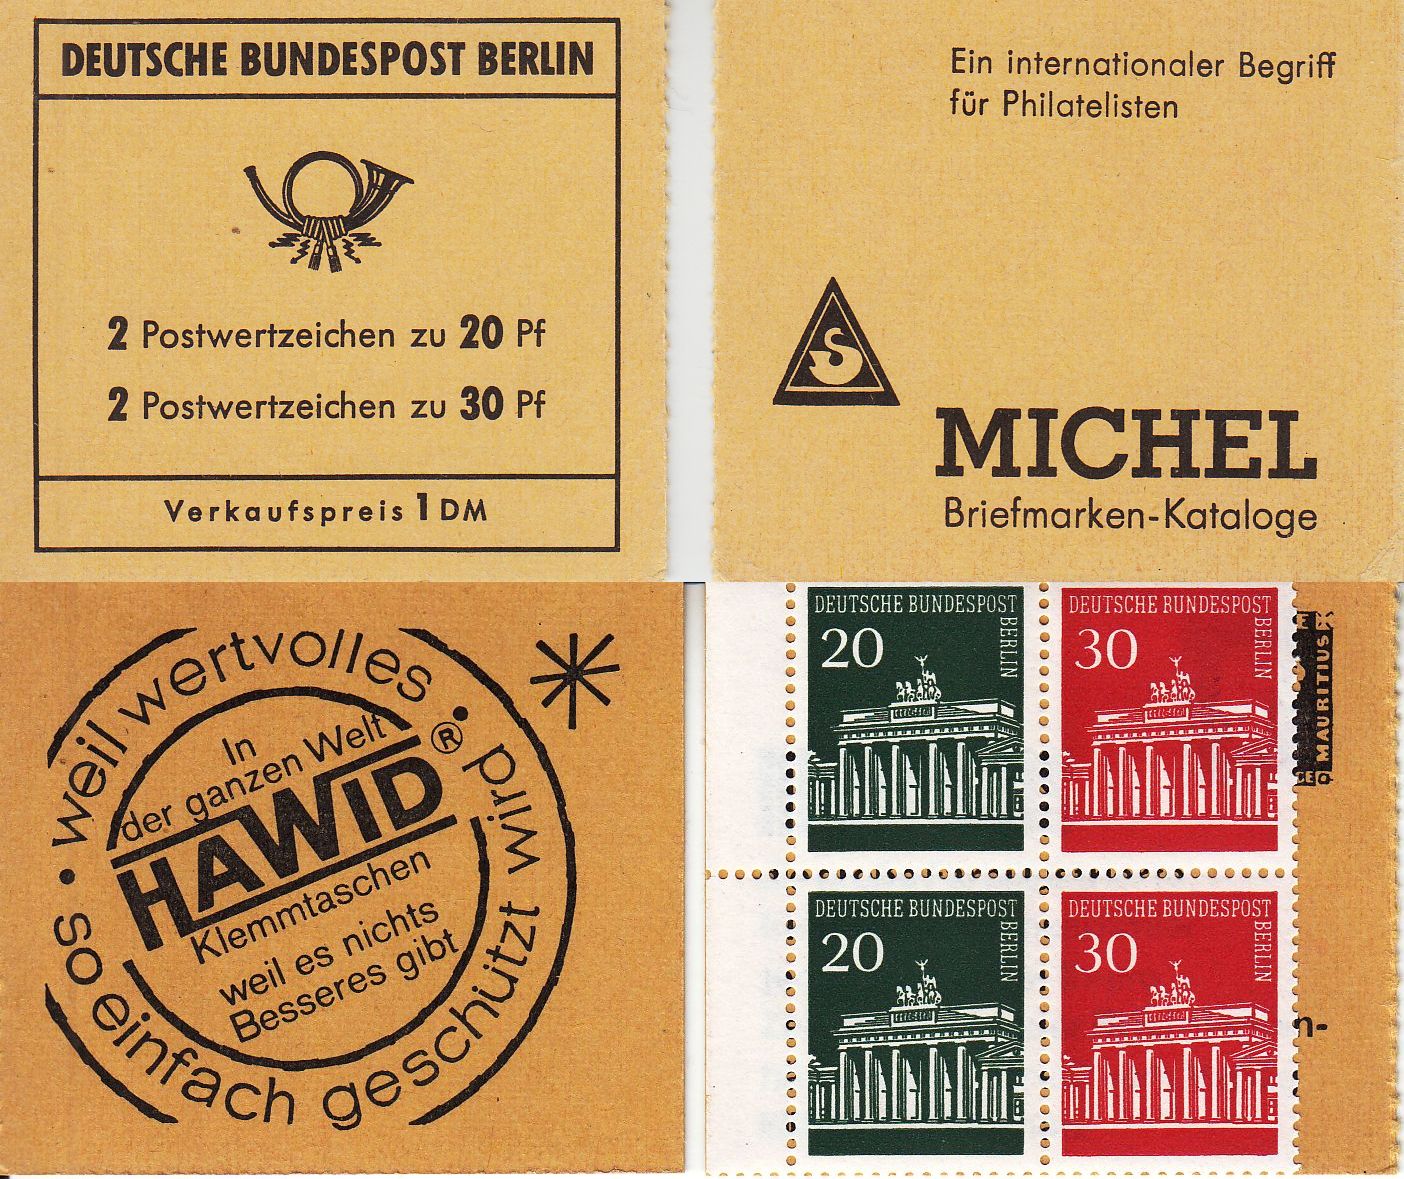 DEUTSCHE BUNDESPOST BERLIN
2 Postwertzeichen zu 20 Pf
2 Postwertzeichen zu 30 Pf
Verkaufspreis 1 DM
Ein internationaler Begriff
für Philatelisten
S
MICHEL
Briefmarken-Kataloge
• weil wertvolles •
so einfach geschützt wird
In
der ganzen Welt
HAWID ®
Klemmtaschen
weil es nichts
Besseres gibt
DEUTSCHE BUNDESPOST
BERLIN
20
DEUTSCHE BUNDESPOST
BERLIN
30
MAURITIUS
DEUTSCHE BUNDESPOST
BERLIN
20
DEUTSCHE BUNDESPOST
BERLIN
30
n-